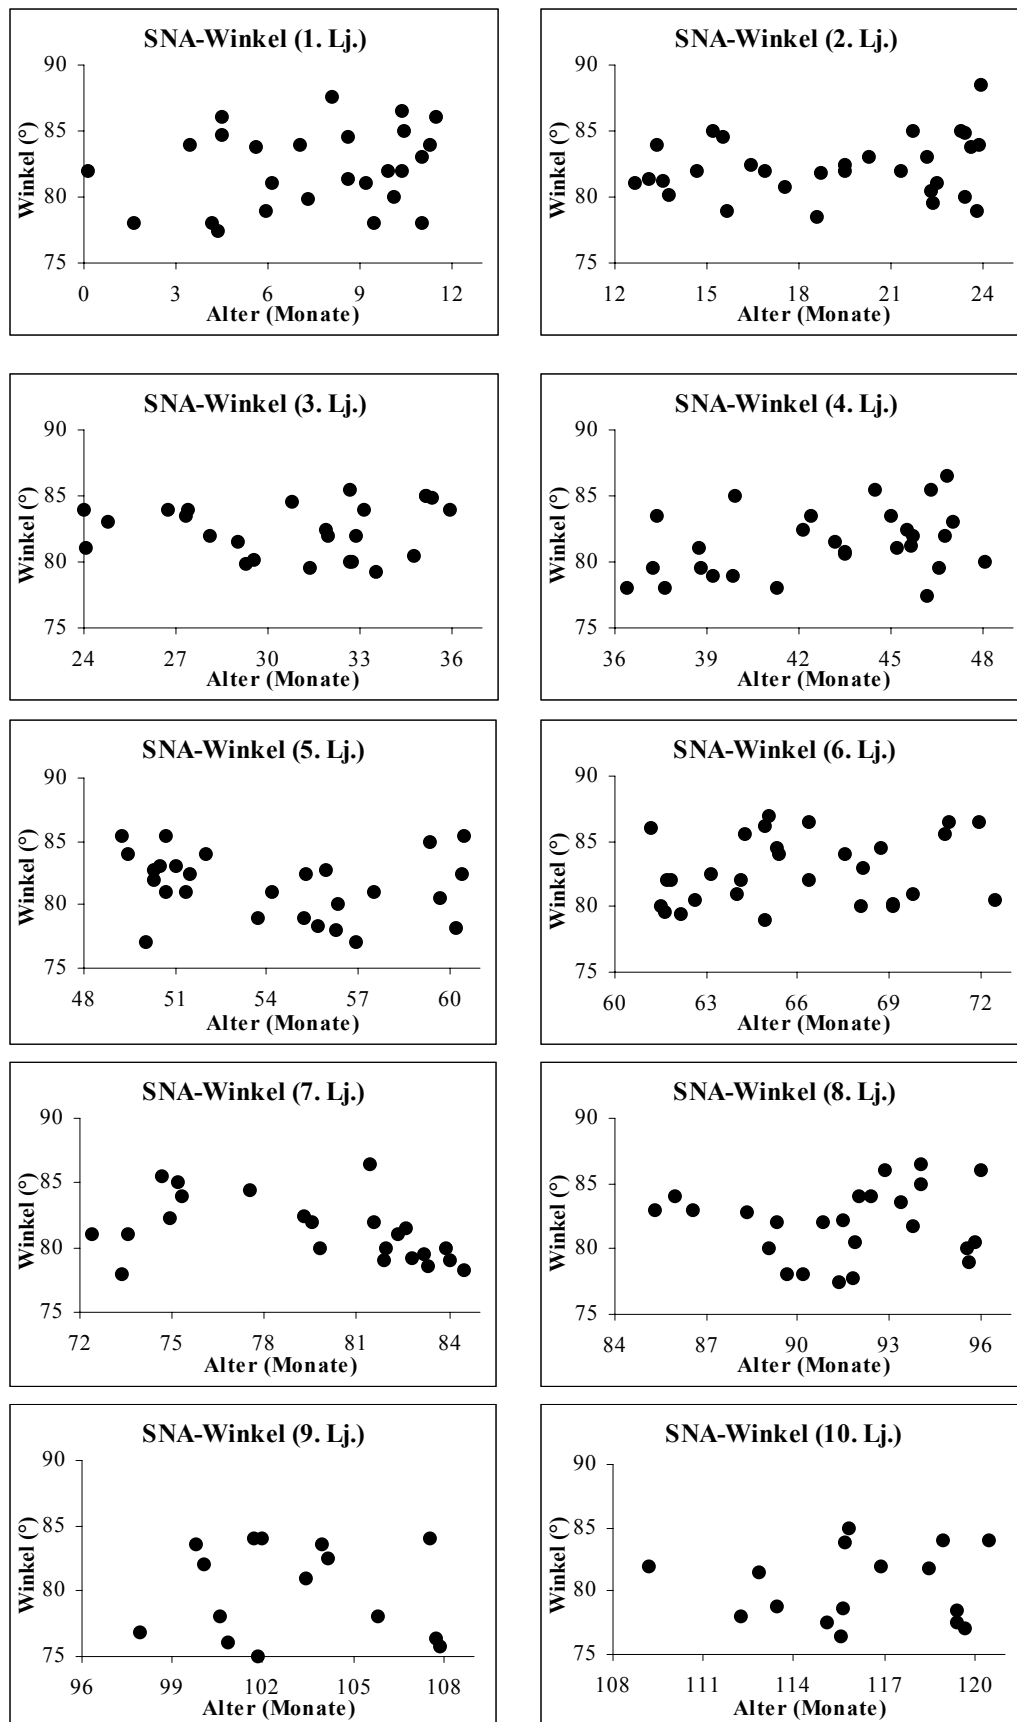 SNA-Winkel (1. Lj.)
90
85
80
75
Winkel (°)
0 3 6 9 12
Alter (Monate)
SNA-Winkel (2. Lj.)
90
85
80
75
Winkel (°)
12 15 18 21 24
Alter (Monate)
SNA-Winkel (3. Lj.)
90
85
80
75
Winkel (°)
24 27 30 33 36
Alter (Monate)
SNA-Winkel (4. Lj.)
90
85
80
75
Winkel (°)
36 39 42 45 48
Alter (Monate)
SNA-Winkel (5. Lj.)
90
85
80
75
Winkel (°)
48 51 54 57 60
Alter (Monate)
SNA-Winkel (6. Lj.)
90
85
80
75
Winkel (°)
60 63 66 69 72
Alter (Monate)
SNA-Winkel (7. Lj.)
90
85
80
75
Winkel (°)
72 75 78 81 84
Alter (Monate)
SNA-Winkel (8. Lj.)
90
85
80
75
Winkel (°)
84 87 90 93 96
Alter (Monate)
SNA-Winkel (9. Lj.)
90
85
80
75
Winkel (°)
96 99 102 105 108
Alter (Monate)
SNA-Winkel (10. Lj.)
90
85
80
75
Winkel (°)
108 111 114 117 120
Alter (Monate)